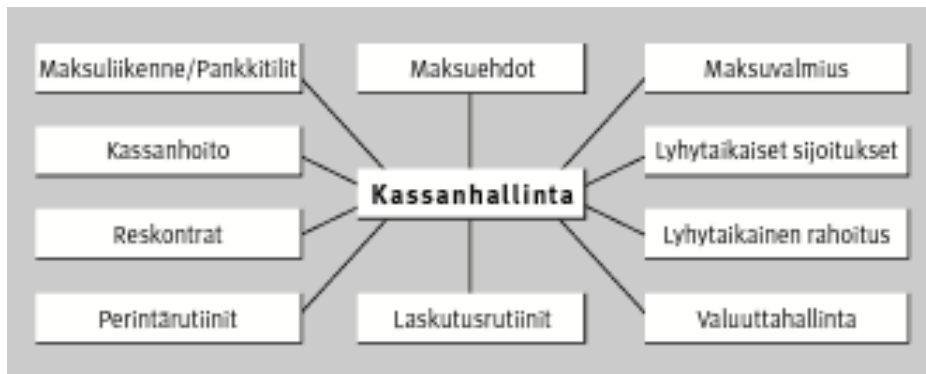 Maksuliikenne/Pankkitilit
Maksuehdot
Maksuvalmius
Kassanhoito
Lyhytaikaiset sijoitukset
Kassanhallinta
Reskontrat
Lyhytaikainen rahoitus
Perintärutiinit
Laskutusrutiinit
Valuuttahallinta